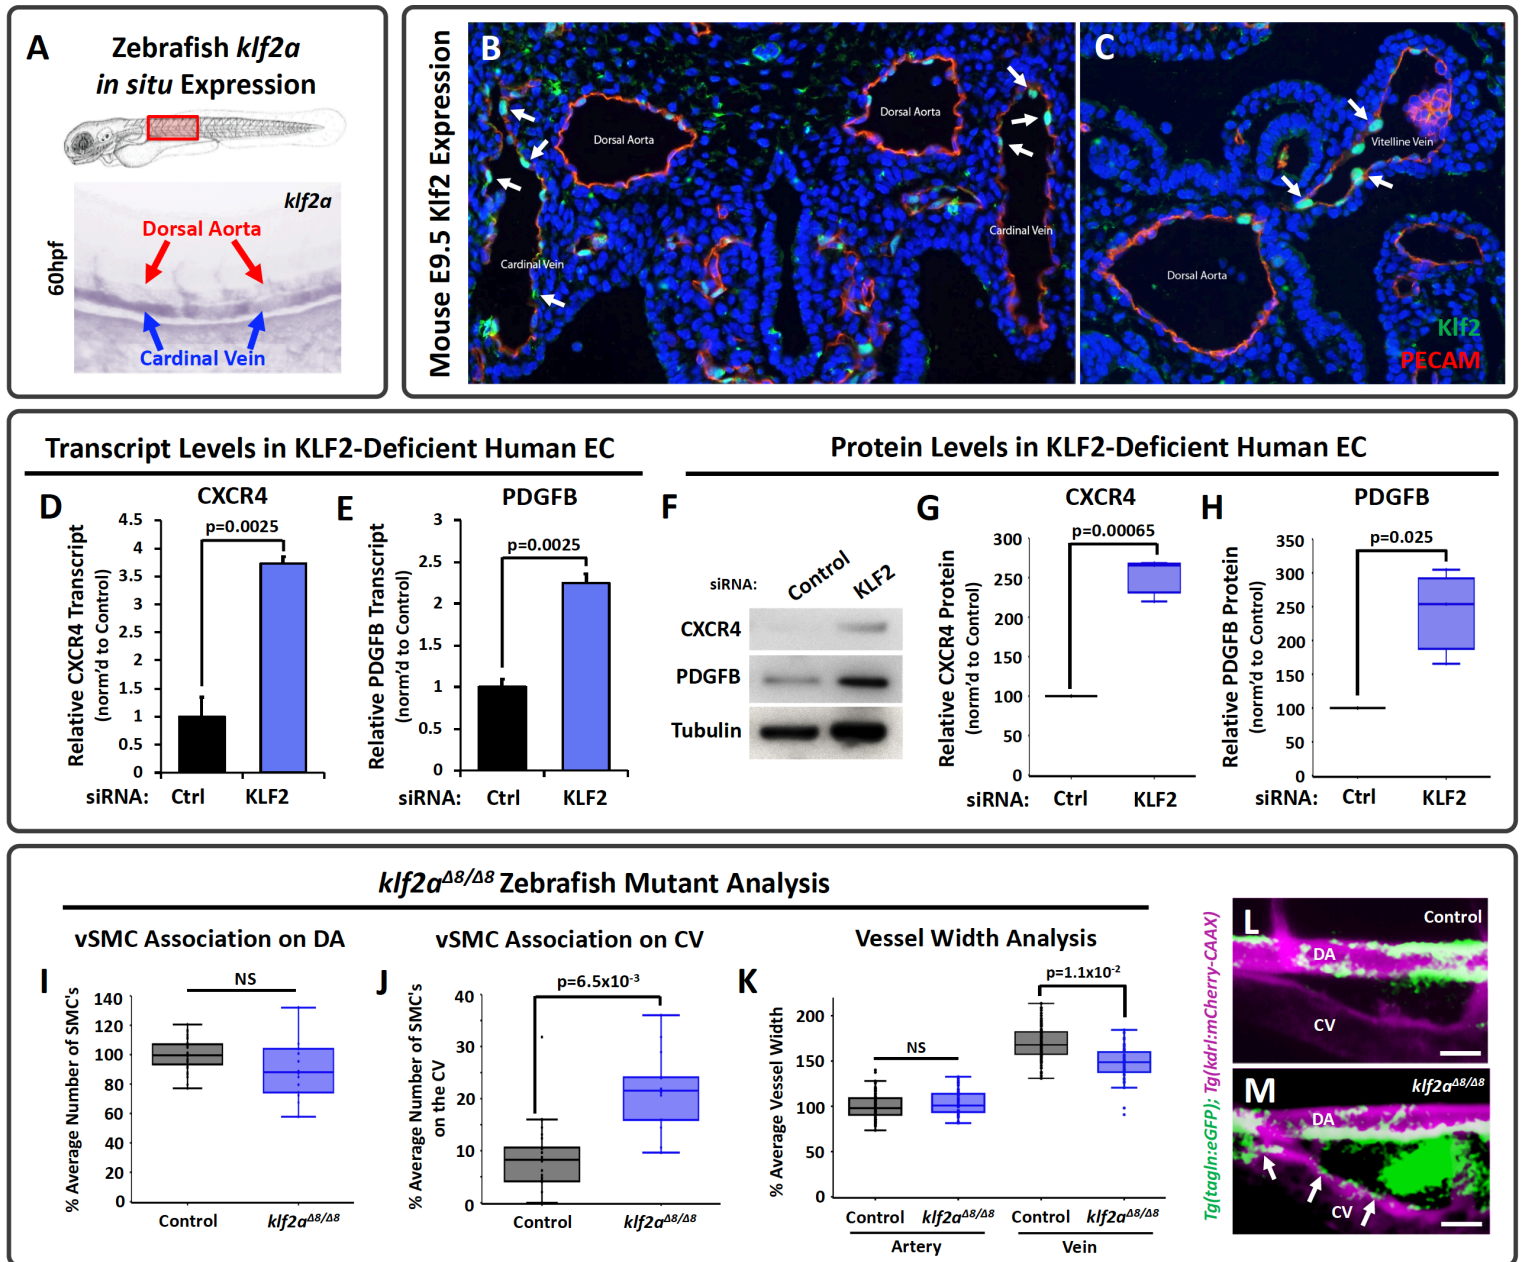 A
Zebrafish klf2a
in situ Expression
klf2a
Dorsal Aorta
60hpf
Cardinal Vein
Mouse E9.5 Klf2 Expression
B
Dorsal Aorta
Dorsal Aorta
Cardinal Vein
Cardinal Vein
C
Vitelline Vein
Dorsal Aorta
Klf2
PECAM
Transcript Levels in KLF2-Deficient Human EC
D
CXCR4
Relative CXCR4 Transcript
(norm'd to Control)
p=0.0025
4.5
4
3.5
3
2.5
2
1.5
1
0.5
0
siRNA:
Ctrl
KLF2
E
PDGFB
Relative PDGFB Transcript
(norm'd to Control)
p=0.0025
3
2.5
2
1.5
1
0.5
0
siRNA:
Ctrl
KLF2
Protein Levels in KLF2-Deficient Human EC
F
siRNA:
Control
KLF2
CXCR4
PDGFB
Tubulin
G
CXCR4
Relative CXCR4 Protein
(norm'd to Control)
p=0.00065
300
250
200
150
100
50
0
siRNA:
Ctrl
KLF2
H
PDGFB
Relative PDGFB Protein
(norm'd to Control)
p=0.025
350
300
250
200
150
100
50
0
siRNA:
Ctrl
KLF2
klf2aΔ8/Δ8 Zebrafish Mutant Analysis
vSMC Association on DA
I
% Average Number of SMC's
NS
140
120
100
80
60
40
20
0
Control
klf2aΔ8/Δ8
vSMC Association on CV
J
% Average Number of SMC's
on the CV
p=6.5x10-3
40
30
20
10
0
Control
klf2aΔ8/Δ8
Vessel Width Analysis
K
% Average Vessel Width
NS
p=1.1x10-2
200
150
100
50
0
Control
klf2aΔ8/Δ8
Control
klf2aΔ8/Δ8
Artery
Vein
Tg(tagln:eGFP); Tg(kdrl:mCherry-CAAX)
L
Control
DA
CV
M
klf2aΔ8/Δ8
DA
CV